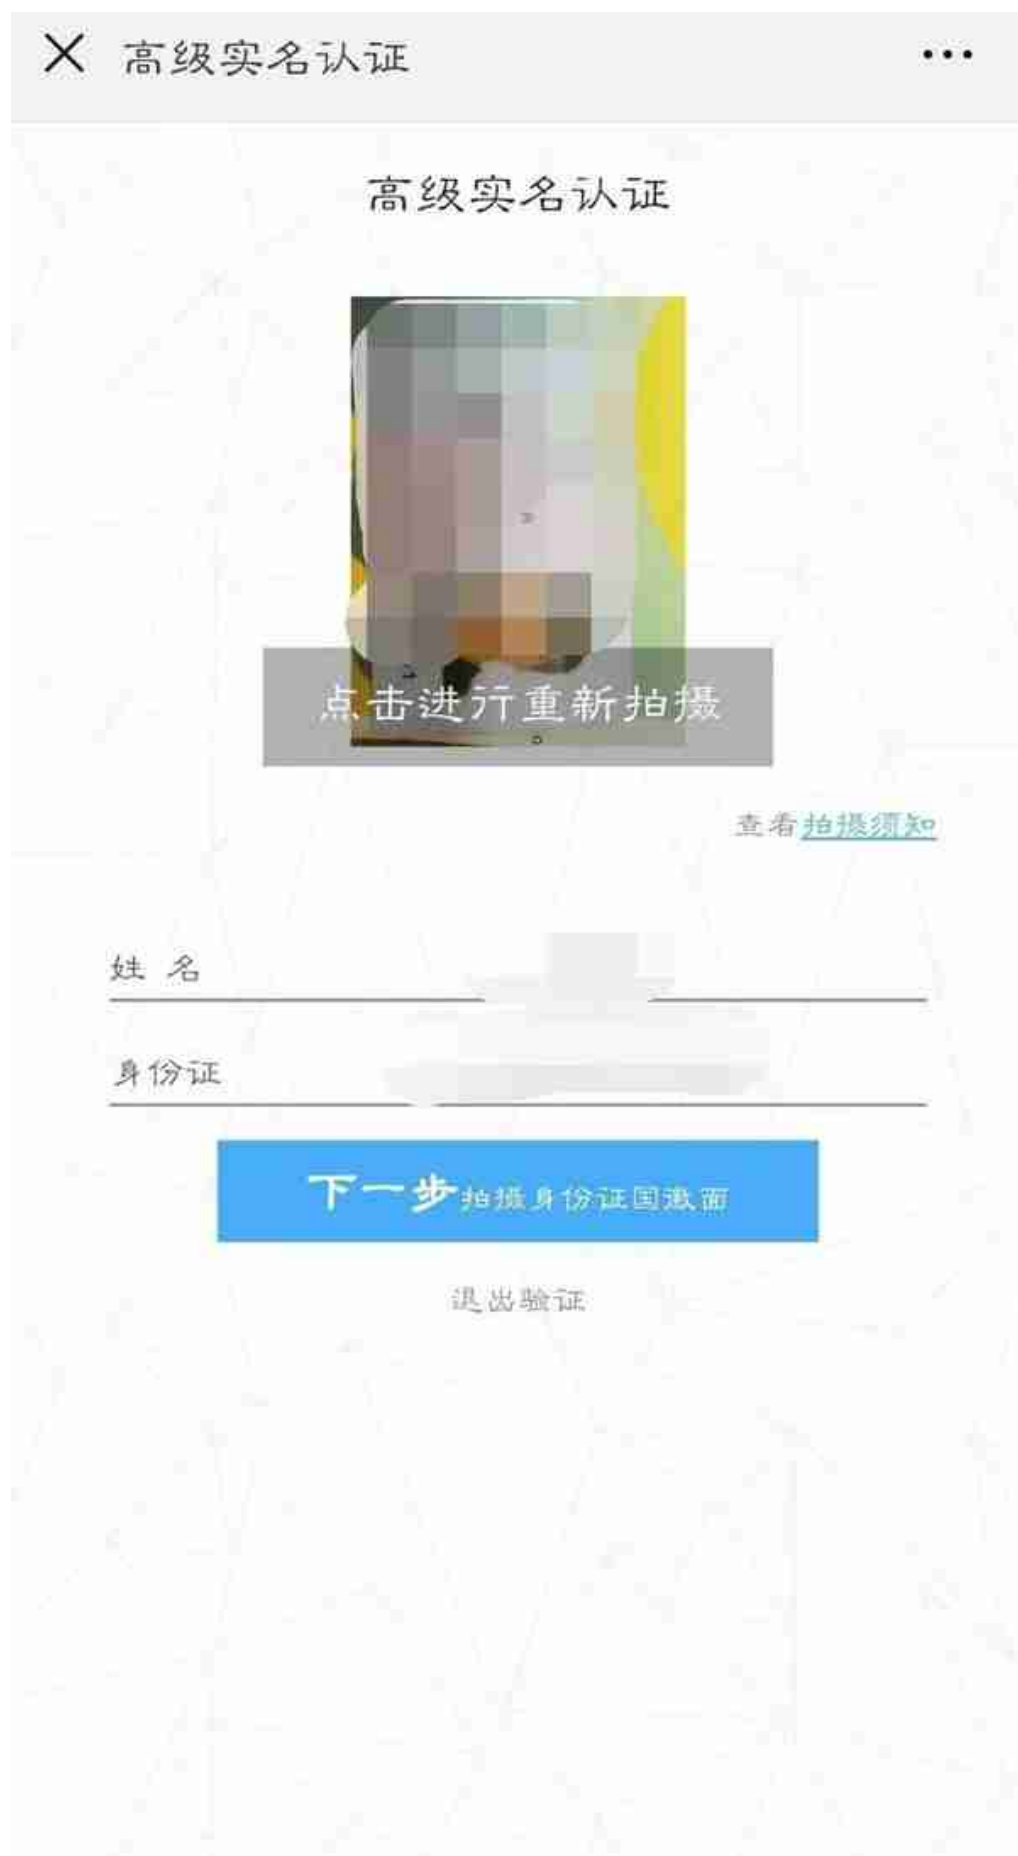 高级实名认证
高级实名认证
点击进行重新拍摄
查看拍摄须知
姓 名
身份证
下一步拍摄身份证国徽面
退出验证